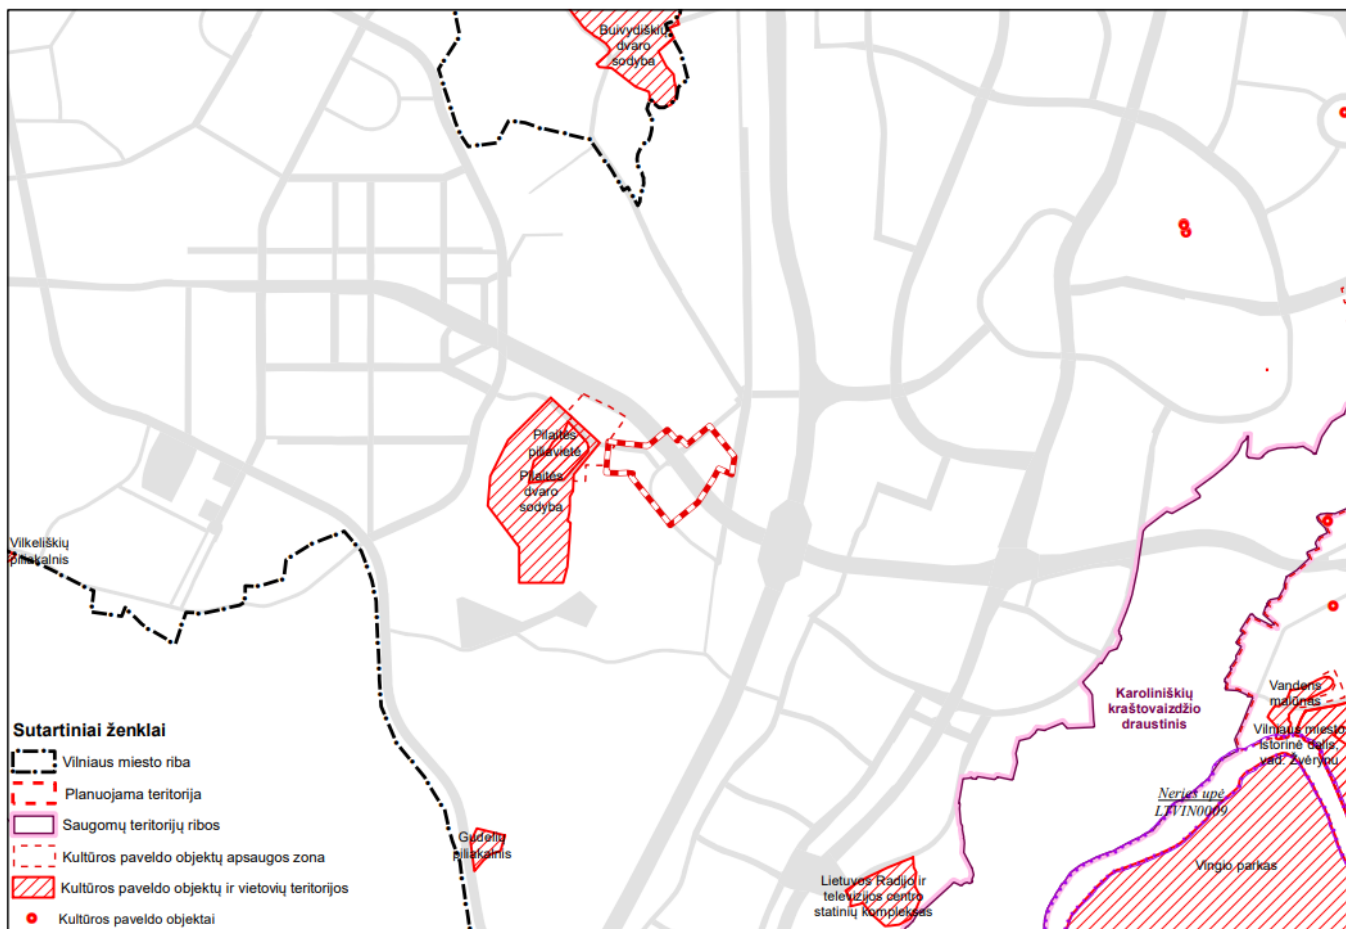 Buivydiškių
dvaro
sodyba
Pilaitės
piliavietė
Pilaitės
dvaro
sodyba
Vilkeliškių
piliakalnis
Karoliniškių
kraštovaizdžio
draustinis
Vandens
malūnas
Vilniaus miesto
istorinė dalis,
vad. Žvėrynu
Neries upė
LTVIN0009
Vingio parkas
Gudelių
piliakalnis
Lietuvos Radijo ir
televizijos centro
statinių kompleksas
Sutartiniai ženklai
Vilniaus miesto riba
Planuojama teritorija
Saugomų teritorijų ribos
Kultūros paveldo objektų apsaugos zona
Kultūros paveldo objektų ir vietovių teritorijos
Kultūros paveldo objektai